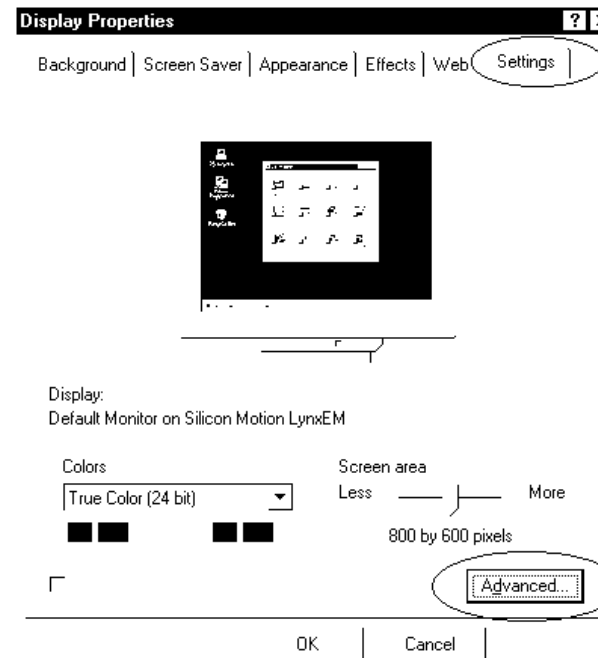 Display Properties ?
Background Screen Saver Appearance Effects Web Settings
Display:
Default Monitor on Silicon Motion LynxEM
Colors Screen area
True Color (24 bit) Less More
800 by 600 pixels
Advanced...
OK Cancel